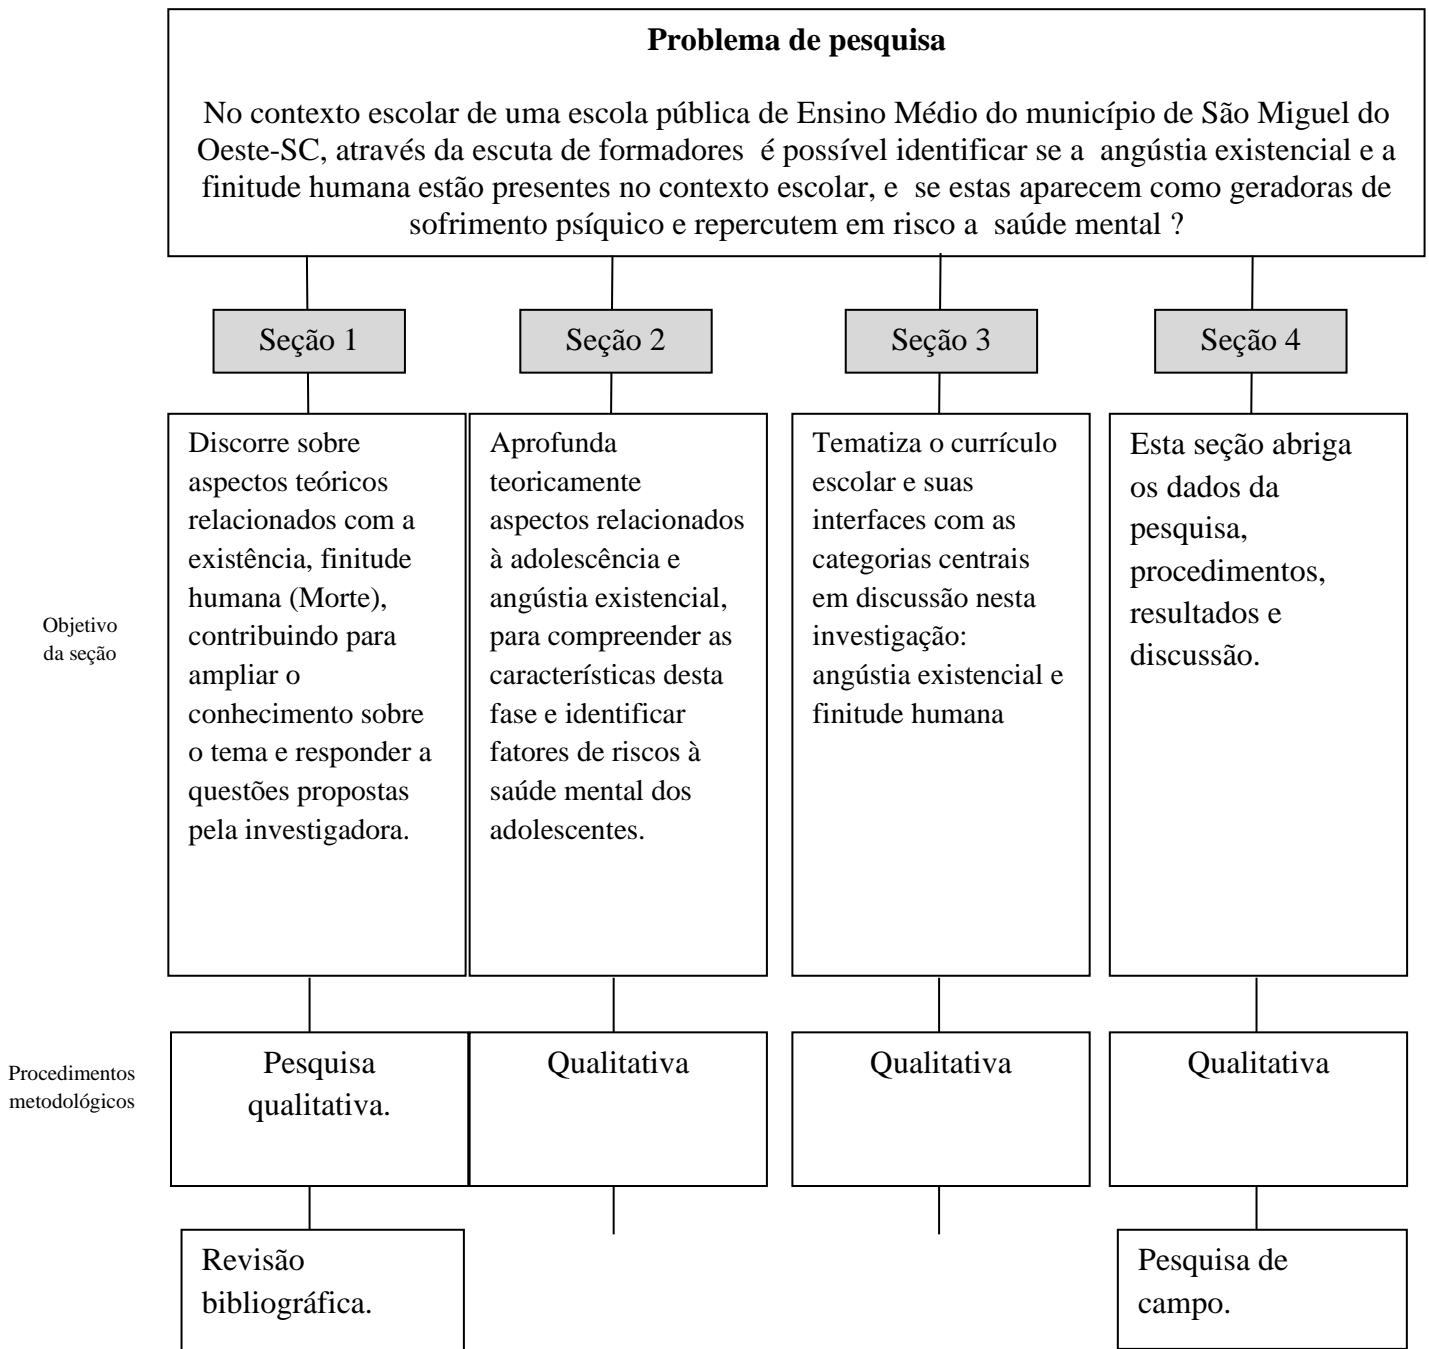 Problema de pesquisa
No contexto escolar de uma escola pública de Ensino Médio do município de São Miguel do
Oeste-SC, através da escuta de formadores é possível identificar se a angústia existencial e a
finitude humana estão presentes no contexto escolar, e se estas aparecem como geradoras de
sofrimento psíquico e repercutem em risco a saúde mental ?
Seção 1
Seção 2
Seção 3
Seção 4
Objetivo
da seção
Discorre sobre
aspectos teóricos
relacionados com a
existência, finitude
humana (Morte),
contribuindo para
ampliar o
conhecimento sobre
o tema e responder a
questões propostas
pela investigadora.
Aprofunda
teoricamente
aspectos relacionados
à adolescência e
angústia existencial,
para compreender as
características desta
fase e identificar
fatores de riscos à
saúde mental dos
adolescentes.
Tematiza o currículo
escolar e suas
interfaces com as
categorias centrais
em discussão nesta
investigação:
angústia existencial e
finitude humana
Esta seção abriga
os dados da
pesquisa,
procedimentos,
resultados e
discussão.
Procedimentos
metodológicos
Pesquisa
qualitativa.
Qualitativa
Qualitativa
Qualitativa
Revisão
bibliográfica.
Pesquisa de
campo.